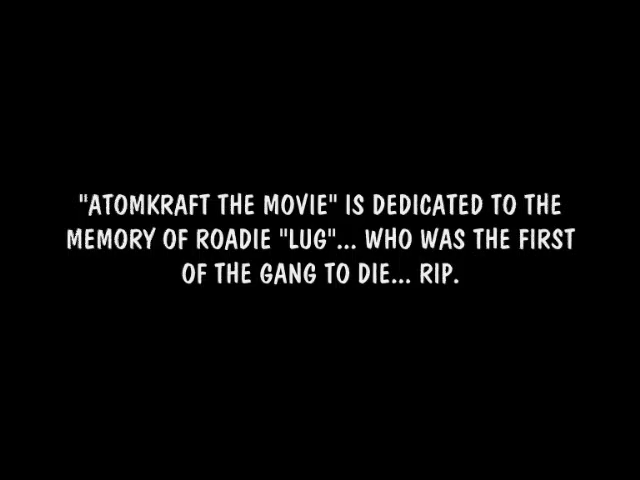 "ATOMKRAFT THE MOVIE" IS DEDICATED TO THE
MEMORY OF ROADIE "LUG"... WHO WAS THE FIRST
OF THE GANG TO DIE... RIP.